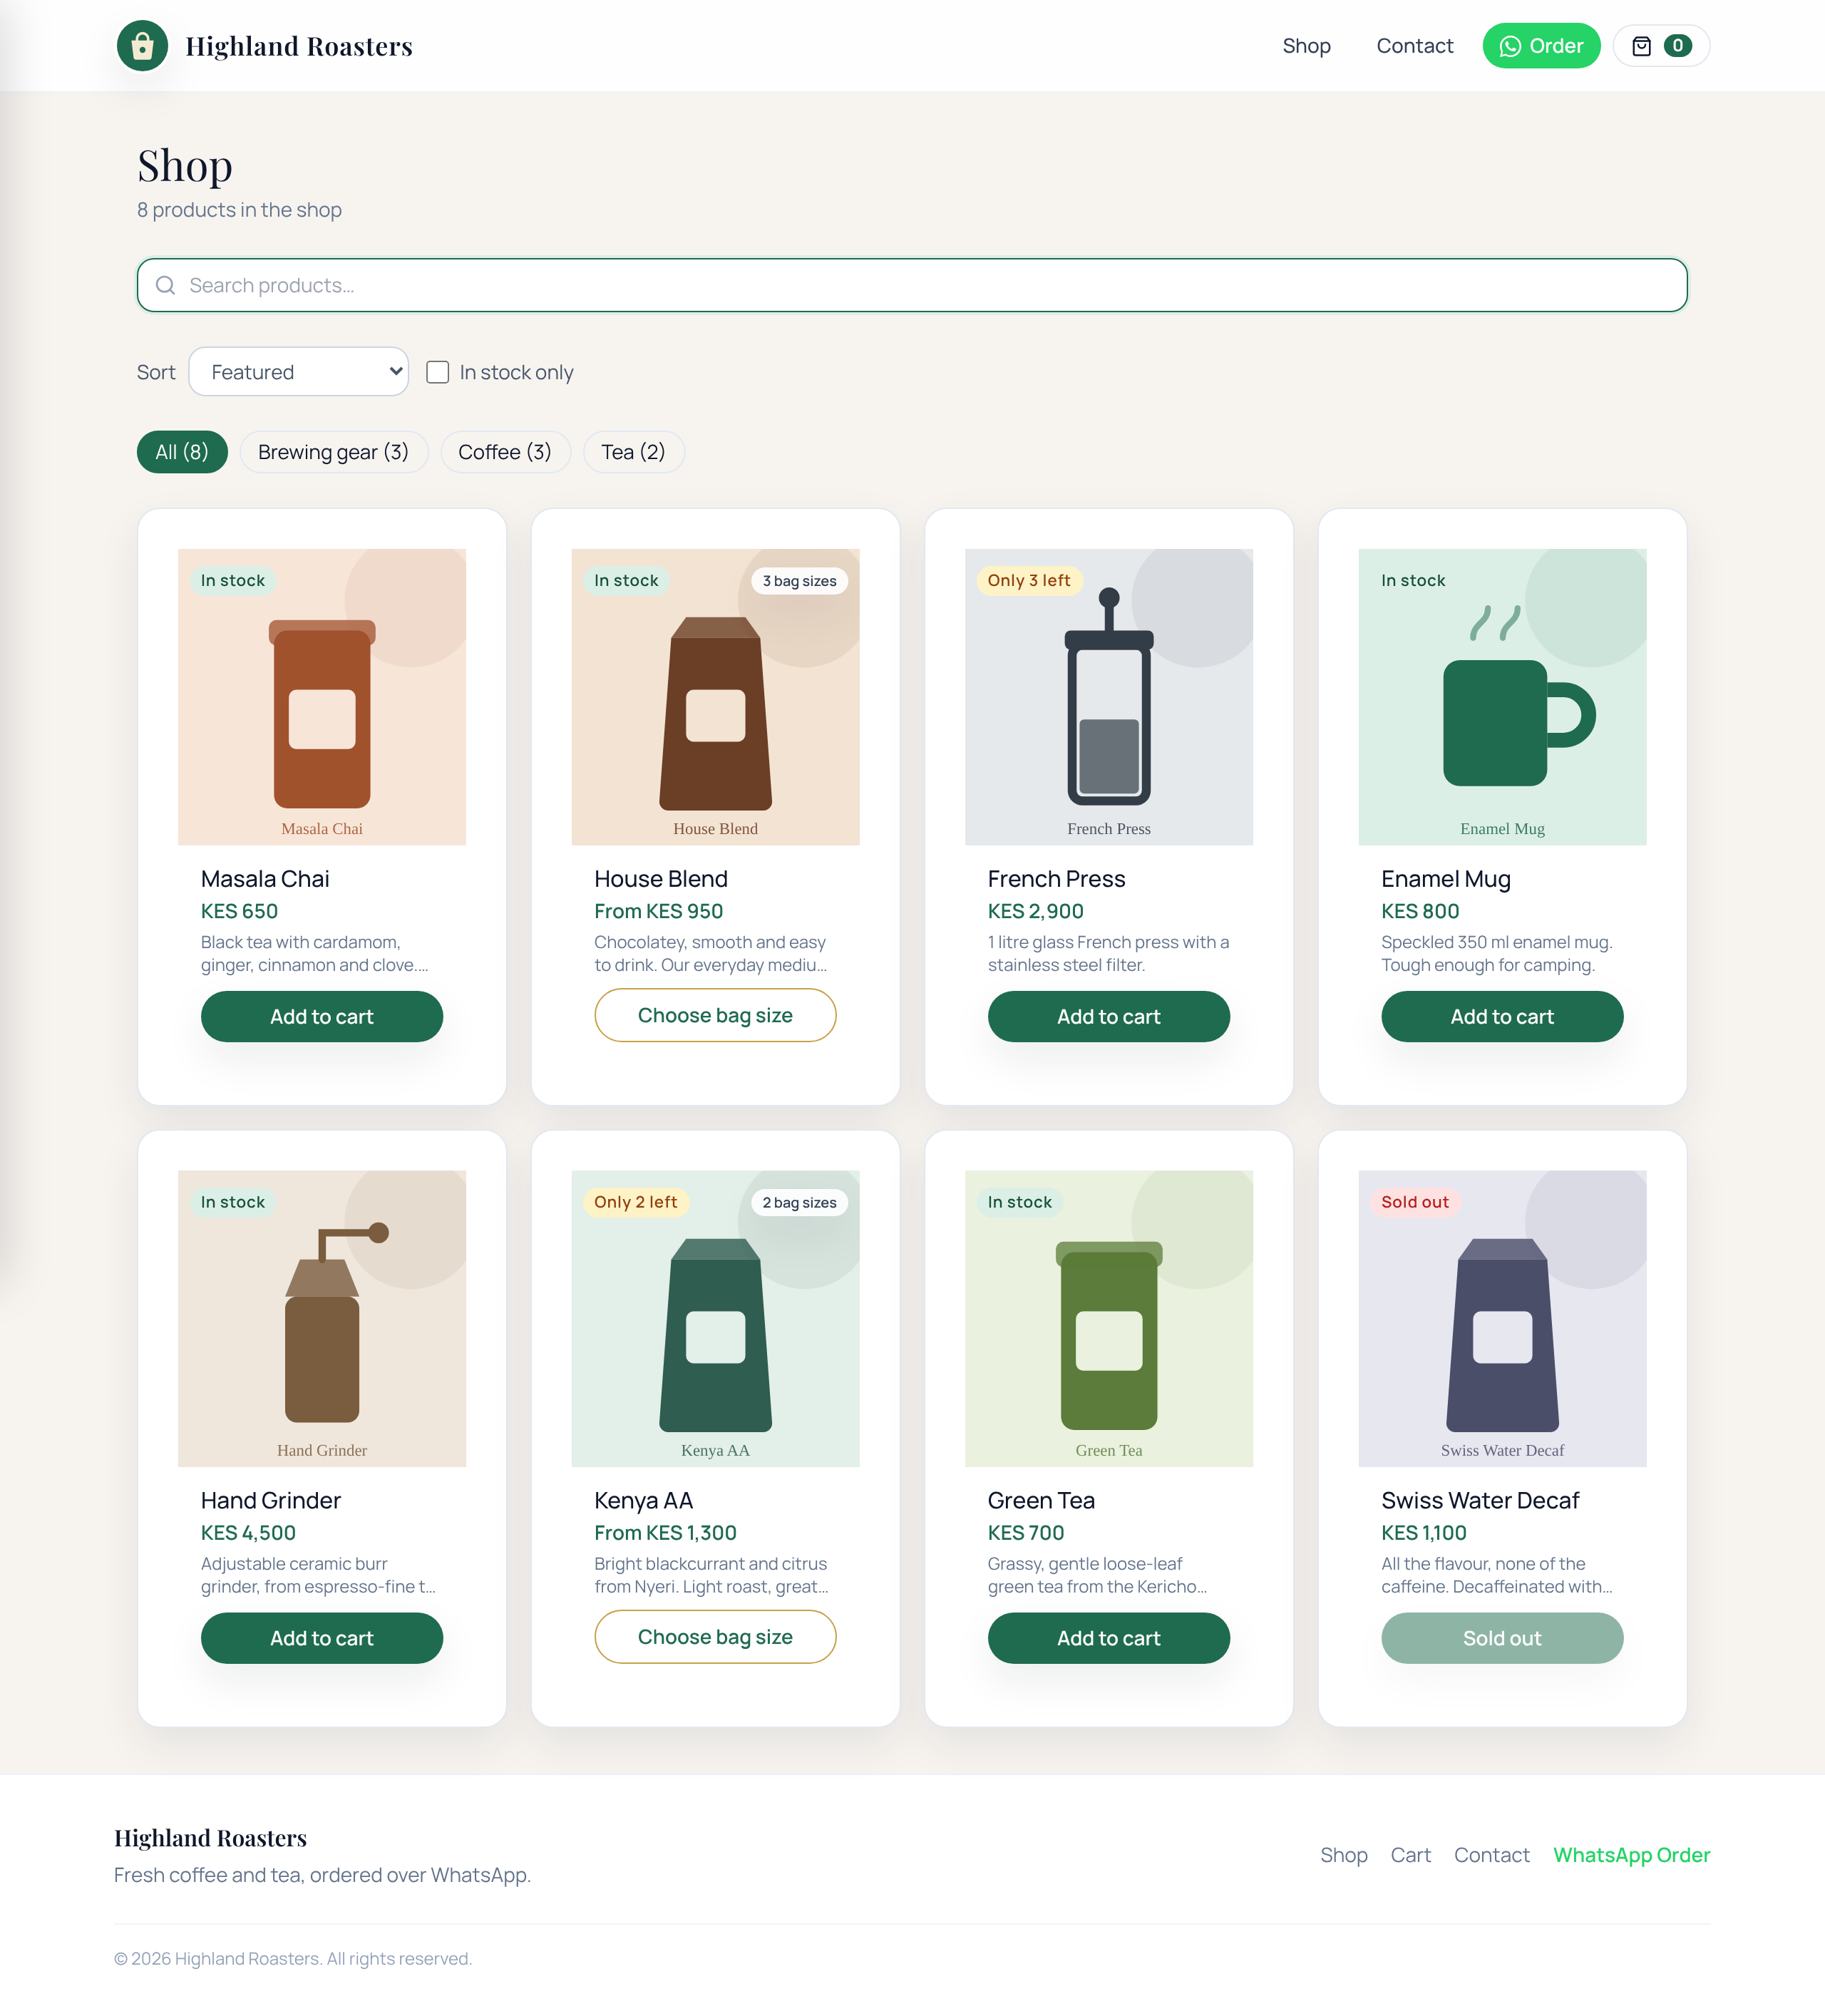 Highland Roasters
Shop
Contact
Order
0
Shop
8 products in the shop
Search products...
Sort
Featured
In stock only
All (8)
Brewing gear (3)
Coffee (3)
Tea (2)
In stock
Masala Chai
Masala Chai
KES 650
Black tea with cardamom,
ginger, cinnamon and clove....
Add to cart
In stock
3 bag sizes
House Blend
House Blend
From KES 950
Chocolatey, smooth and easy
to drink. Our everyday mediu...
Choose bag size
Only 3 left
French Press
French Press
KES 2,900
1 litre glass French press with a
stainless steel filter.
Add to cart
In stock
Enamel Mug
Enamel Mug
KES 800
Speckled 350 ml enamel mug.
Tough enough for camping.
Add to cart
In stock
Hand Grinder
Hand Grinder
KES 4,500
Adjustable ceramic burr
grinder, from espresso-fine t...
Add to cart
Only 2 left
2 bag sizes
Kenya AA
Kenya AA
From KES 1,300
Bright blackcurrant and citrus
from Nyeri. Light roast, great...
Choose bag size
In stock
Green Tea
Green Tea
KES 700
Grassy, gentle loose-leaf
green tea from the Kericho...
Add to cart
Sold out
Swiss Water Decaf
Swiss Water Decaf
KES 1,100
All the flavour, none of the
caffeine. Decaffeinated with...
Sold out
Highland Roasters
Fresh coffee and tea, ordered over WhatsApp.
Shop
Cart
Contact
WhatsApp Order
© 2026 Highland Roasters. All rights reserved.